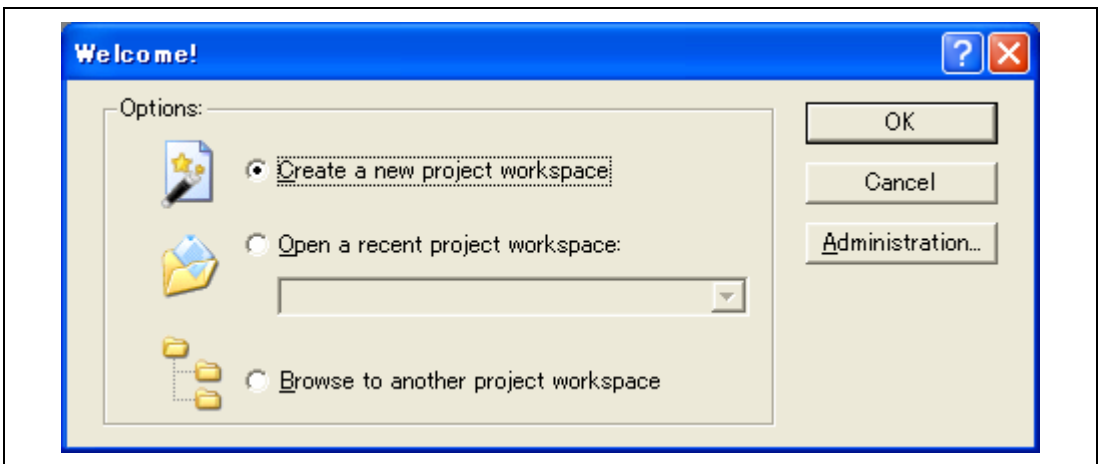 Welcome!
Options:
Create a new project workspace
Open a recent project workspace:
Browse to another project workspace
OK
Cancel
Administration...